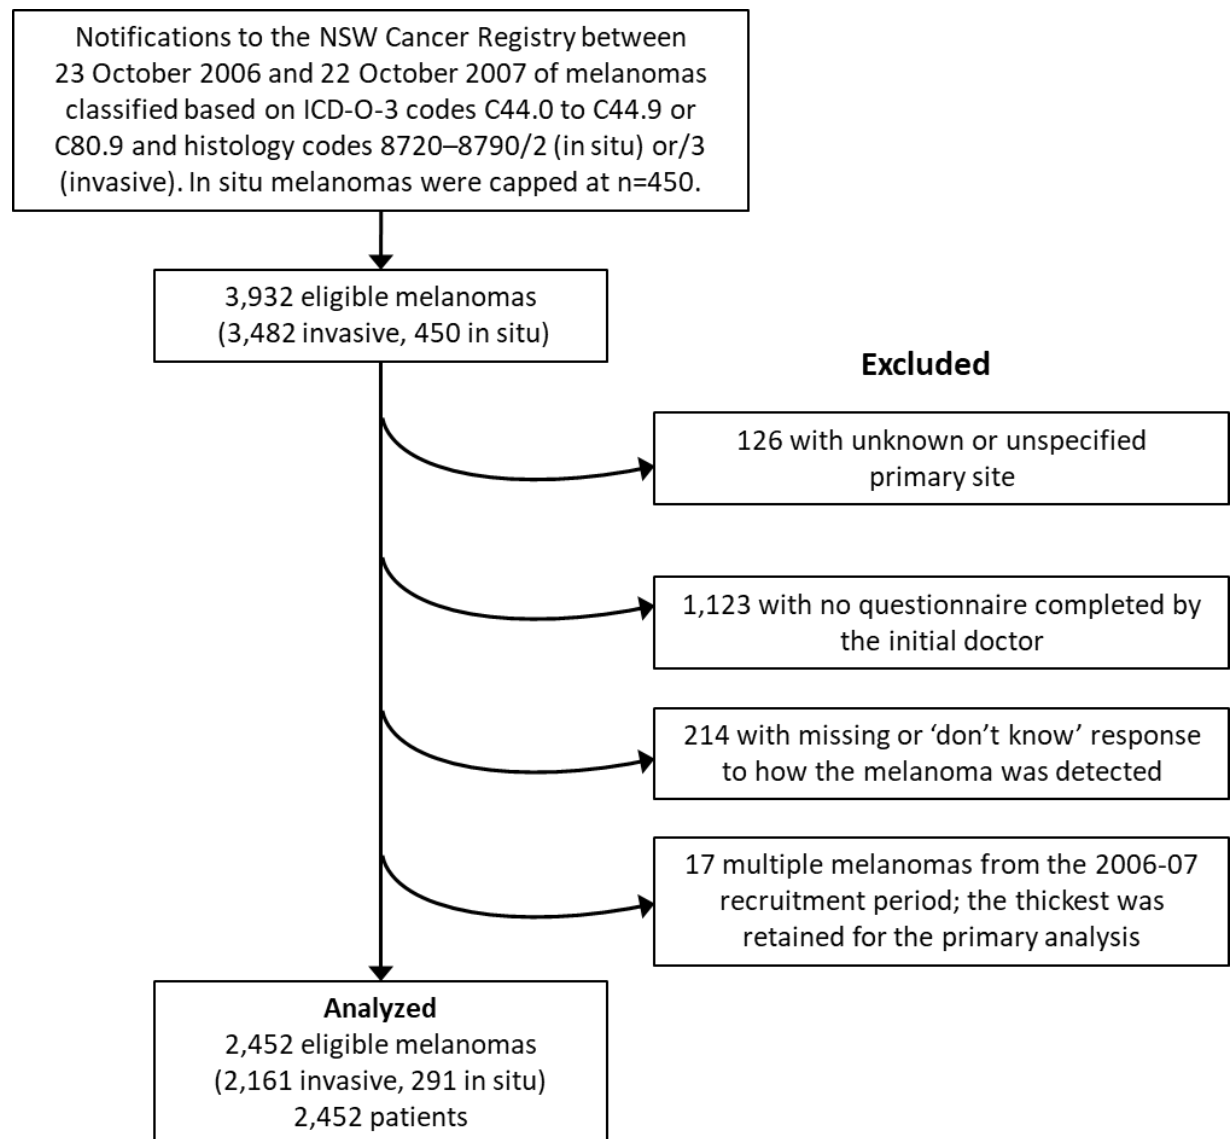 Notifications to the NSW Cancer Registry between
23 October 2006 and 22 October 2007 of melanomas
classified based on ICD-O-3 codes C44.0 to C44.9 or
C80.9 and histology codes 8720–8790/2 (in situ) or/3
(invasive). In situ melanomas were capped at n=450.
3,932 eligible melanomas
(3,482 invasive, 450 in situ)
Excluded
126 with unknown or unspecified
primary site
1,123 with no questionnaire completed by
the initial doctor
214 with missing or ‘don’t know’ response
to how the melanoma was detected
17 multiple melanomas from the 2006-07
recruitment period; the thickest was
retained for the primary analysis
Analyzed
2,452 eligible melanomas
(2,161 invasive, 291 in situ)
2,452 patients